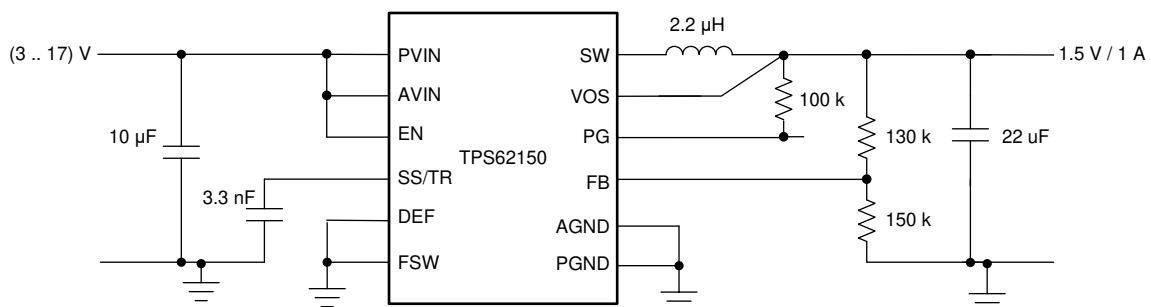 2.2 µH
(3 .. 17) V
PVIN
SW
1.5 V / 1 A
AVIN
VOS
100 k
10 µF
EN
PG
130 k
22 uF
TPS62150
3.3 nF
SS/TR
FB
DEF
AGND
150 k
FSW
PGND